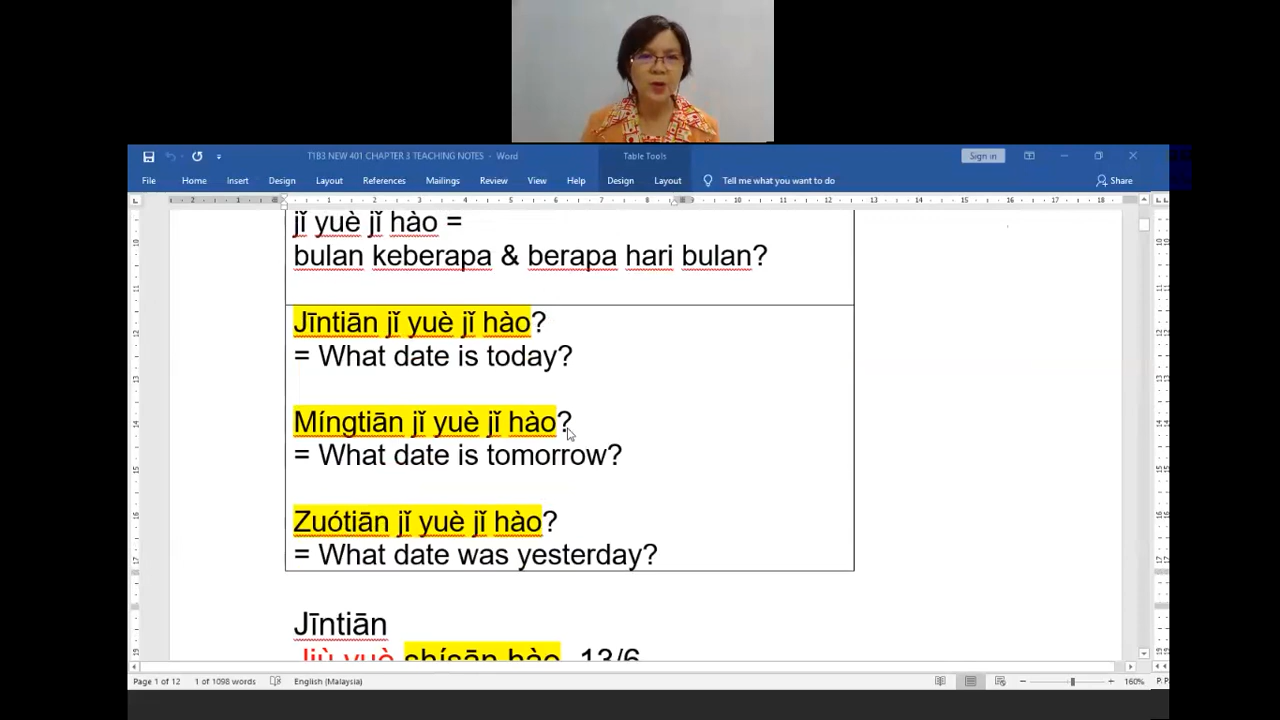 T1B3 NEW 401 CHAPTER 3 TEACHING NOTES - Word
Table Tools
Sign in
File Home Insert Design Layout References Mailings Review View Help Design Layout Tell me what you want to do Share
jǐ yuè jǐ hào =
bulan keberapa & berapa hari bulan?
Jīntiān jǐ yuè jǐ hào?
= What date is today?
Míngtiān jǐ yuè jǐ hào?
= What date is tomorrow?
Zuótiān jǐ yuè jǐ hào?
= What date was yesterday?
Jīntiān
shísān hào 13/6
Page 1 of 12 1 of 1098 words English (Malaysia) 160%